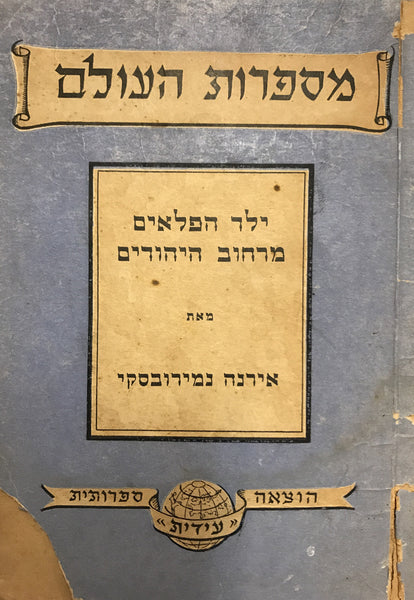 מספרות העולם
ילד הפלאים
מרחוב היהודים
מאת
אירנה נמירובסקי
הוצאה ספרותית
"עידית"